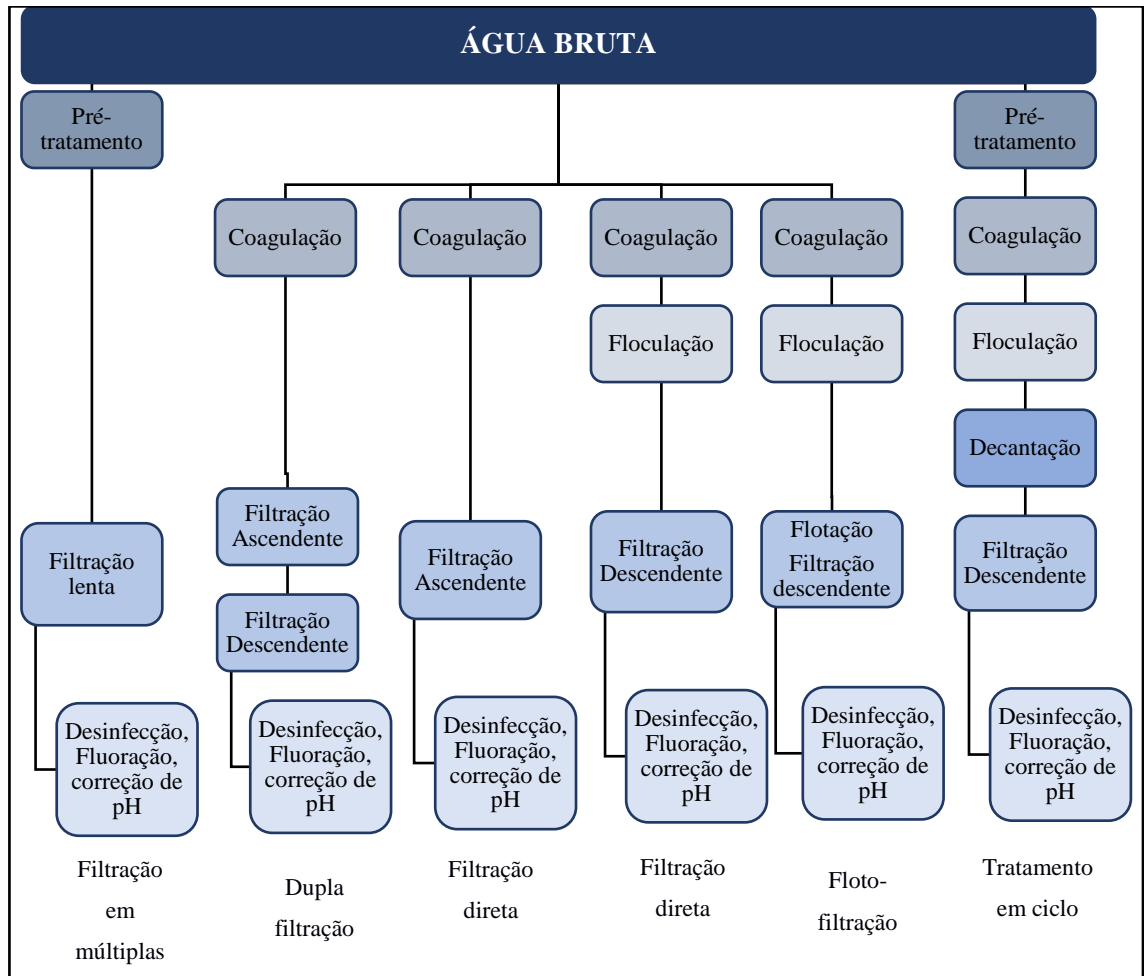 ÁGUA BRUTA
Pré-
tratamento
Filtração
lenta
Desinfecção,
Fluoração,
correção de
pH
Filtração
em
múltiplas
Coagulação
Filtração
Ascendente
Filtração
Descendente
Desinfecção,
Fluoração,
correção de
pH
Dupla
filtração
Coagulação
Filtração
Ascendente
Desinfecção,
Fluoração,
correção de
pH
Filtração
direta
Coagulação
Floculação
Filtração
Descendente
Desinfecção,
Fluoração,
correção de
pH
Filtração
direta
Coagulação
Floculação
Flotação
Filtração
descendente
Desinfecção,
Fluoração,
correção de
pH
Floto-
filtração
Pré-
tratamento
Coagulação
Floculação
Decantação
Filtração
Descendente
Desinfecção,
Fluoração,
correção de
pH
Tratamento
em ciclo